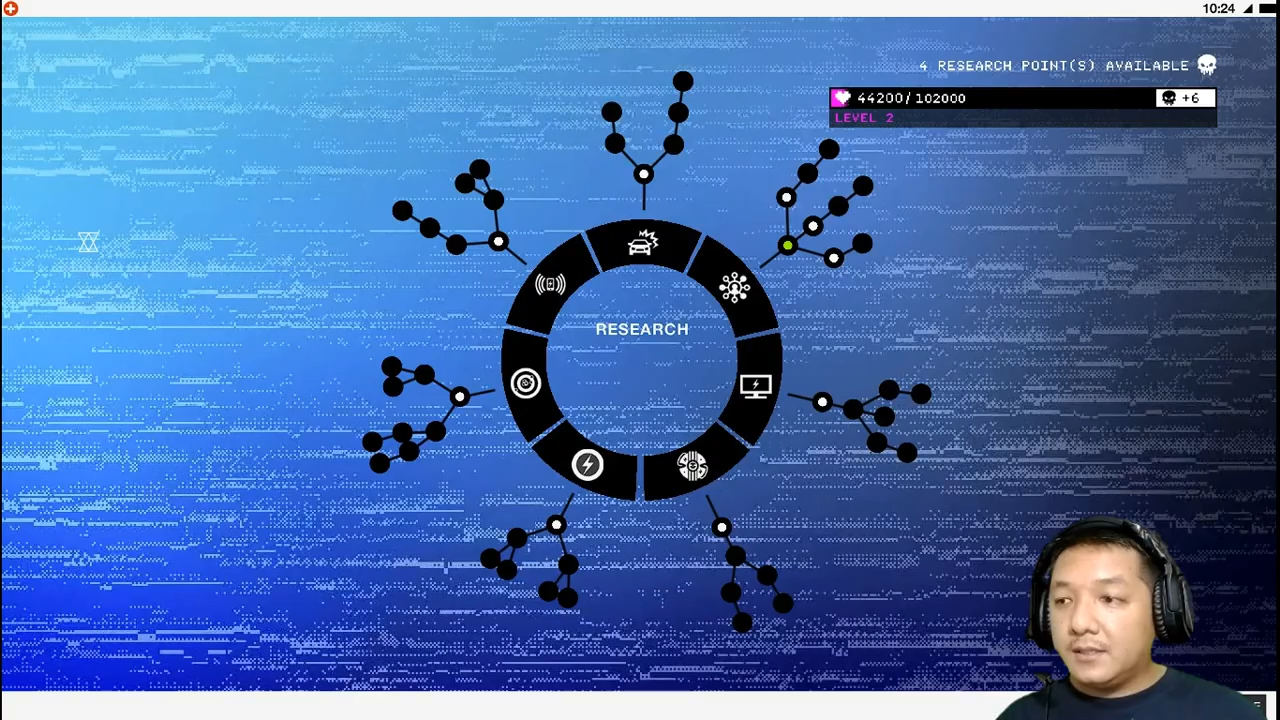 10:24
4 RESEARCH POINT(S) AVAILABLE
44200/102000
+6
LEVEL 2
RESEARCH